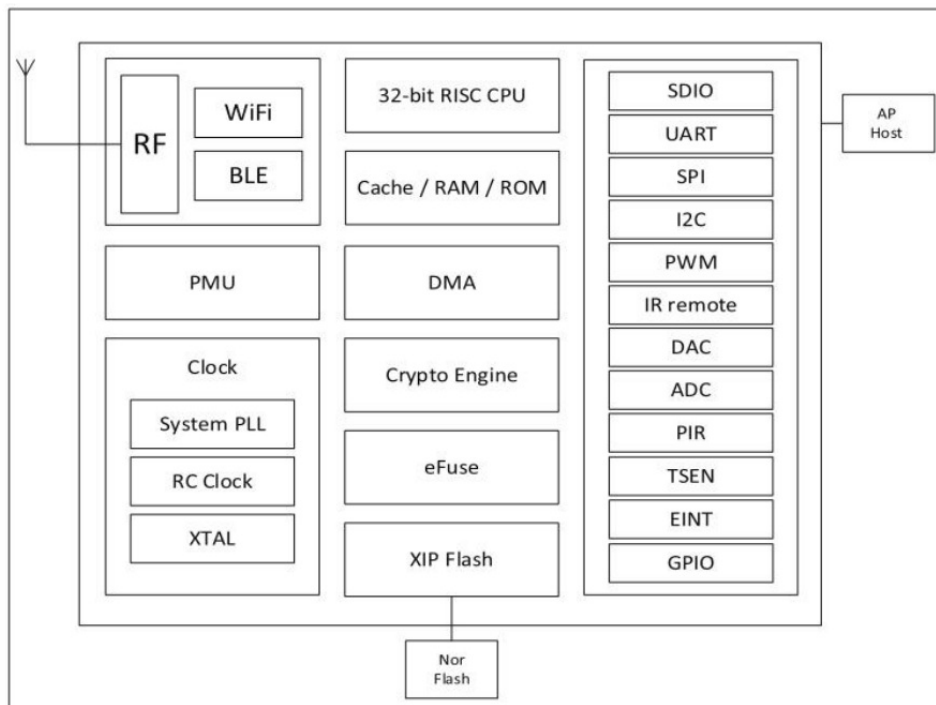 RF
WiFi
BLE
PMU
Clock
System PLL
RC Clock
XTAL
32-bit RISC CPU
Cache / RAM / ROM
DMA
Crypto Engine
eFuse
XIP Flash
Nor
Flash
SDIO
UART
SPI
I2C
PWM
IR remote
DAC
ADC
PIR
TSEN
EINT
GPIO
AP
Host